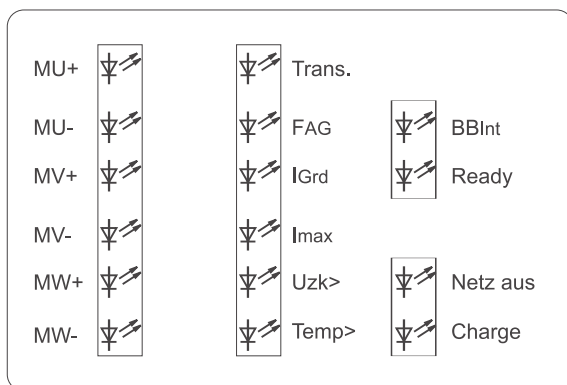 MU+ Trans.
MU- FAG BBInt
MV+ IGrd Ready
MV- Imax
MW+ Uzk> Netz aus
MW- Temp> Charge